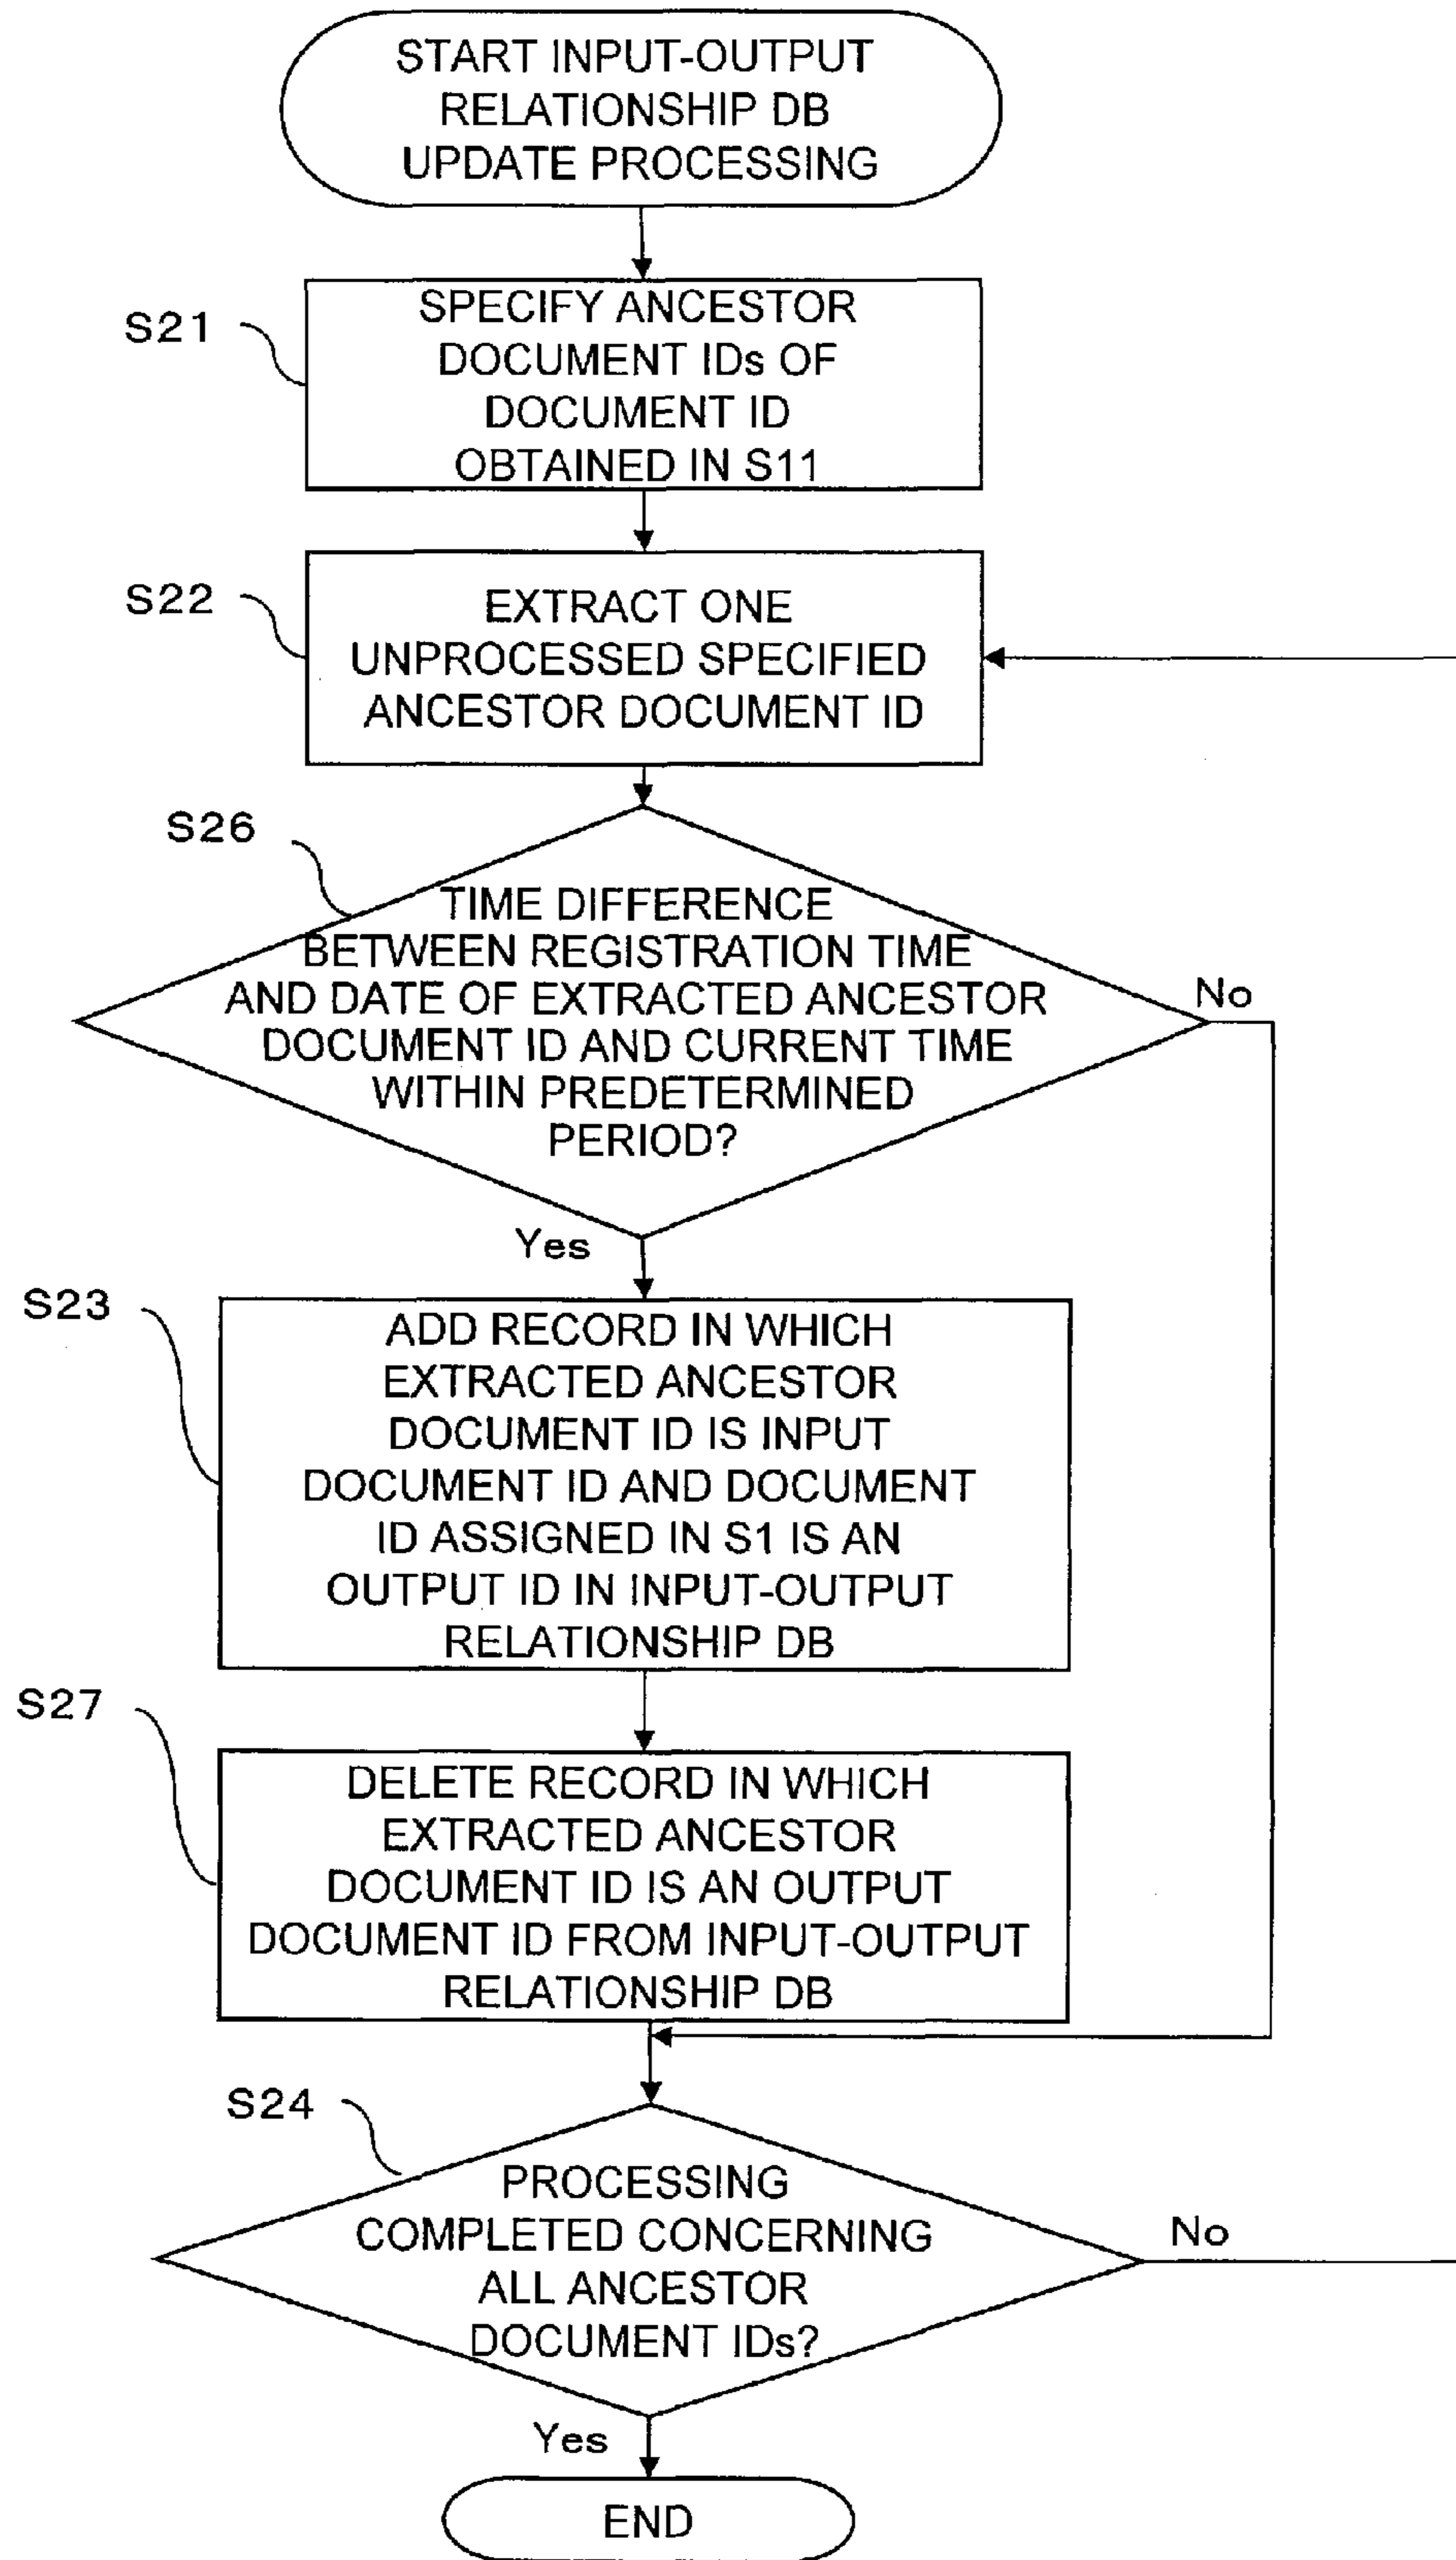 START INPUT-OUTPUT
RELATIONSHIP DB
UPDATE PROCESSING
S21
SPECIFY ANCESTOR
DOCUMENT IDs OF
DOCUMENT ID
OBTAINED IN S11
S22
EXTRACT ONE
UNPROCESSED SPECIFIED
ANCESTOR DOCUMENT ID
S26
TIME DIFFERENCE
BETWEEN REGISTRATION TIME
AND DATE OF EXTRACTED ANCESTOR
DOCUMENT ID AND CURRENT TIME
WITHIN PREDETERMINED
PERIOD?
No
Yes
S23
ADD RECORD IN WHICH
EXTRACTED ANCESTOR
DOCUMENT ID IS INPUT
DOCUMENT ID AND DOCUMENT
ID ASSIGNED IN S1 IS AN
OUTPUT ID IN INPUT-OUTPUT
RELATIONSHIP DB
S27
DELETE RECORD IN WHICH
EXTRACTED ANCESTOR
DOCUMENT ID IS AN OUTPUT
DOCUMENT ID FROM INPUT-OUTPUT
RELATIONSHIP DB
S24
PROCESSING
COMPLETED CONCERNING
ALL ANCESTOR
DOCUMENT IDs?
No
Yes
END